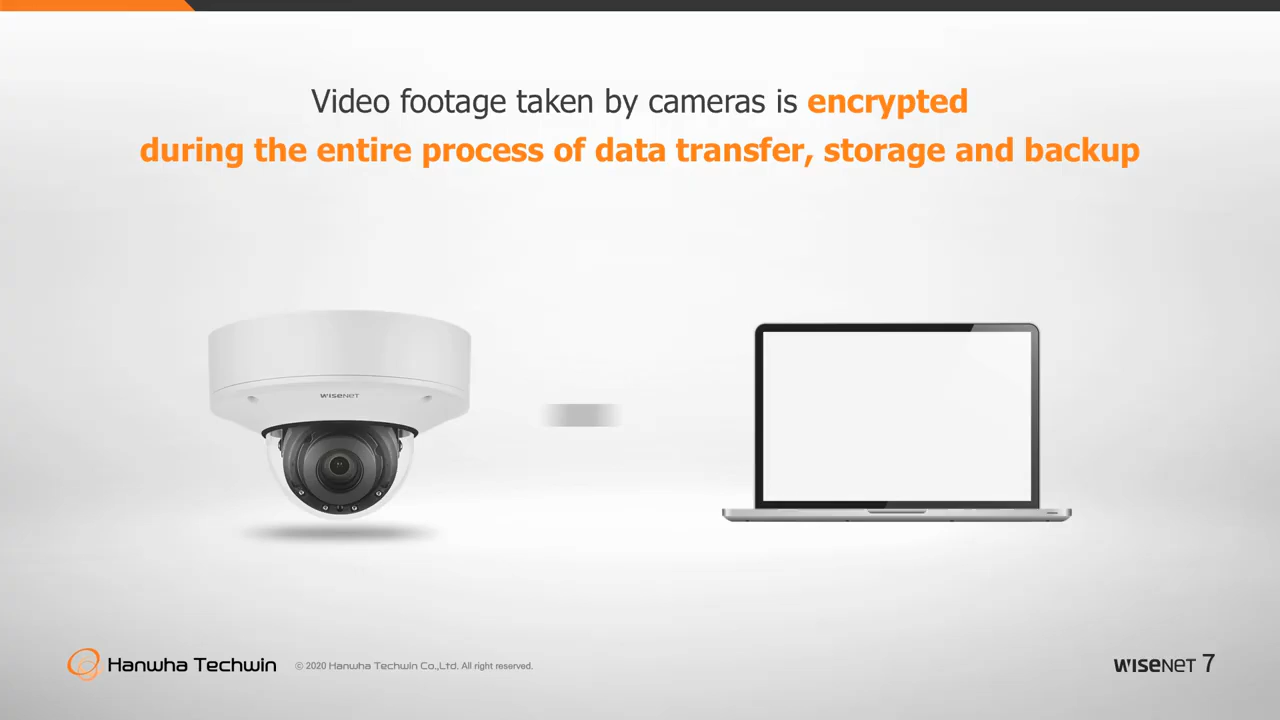 Video footage taken by cameras is encrypted
during the entire process of data transfer, storage and backup
WISENET
Hanwha Techwin
© 2020 Hanwha Techwin Co.,Ltd. All right reserved.
WISENET 7